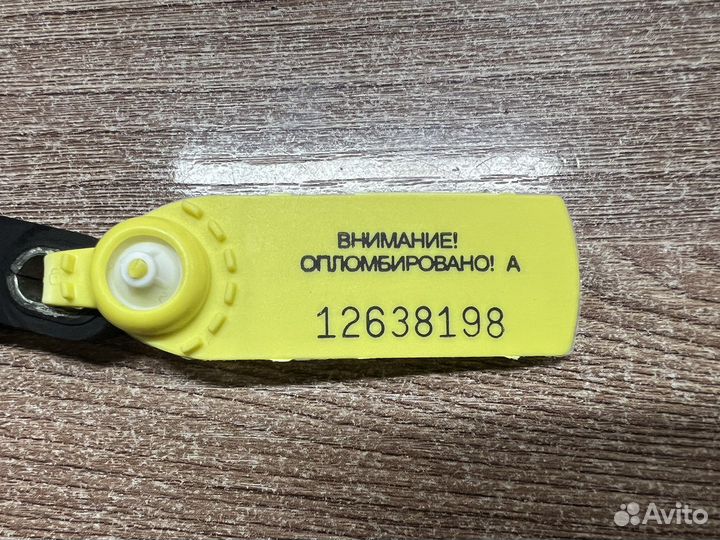 ВНИМАНИЕ!
ОПЛОМБИРОВАНО! А
12638198
Avito